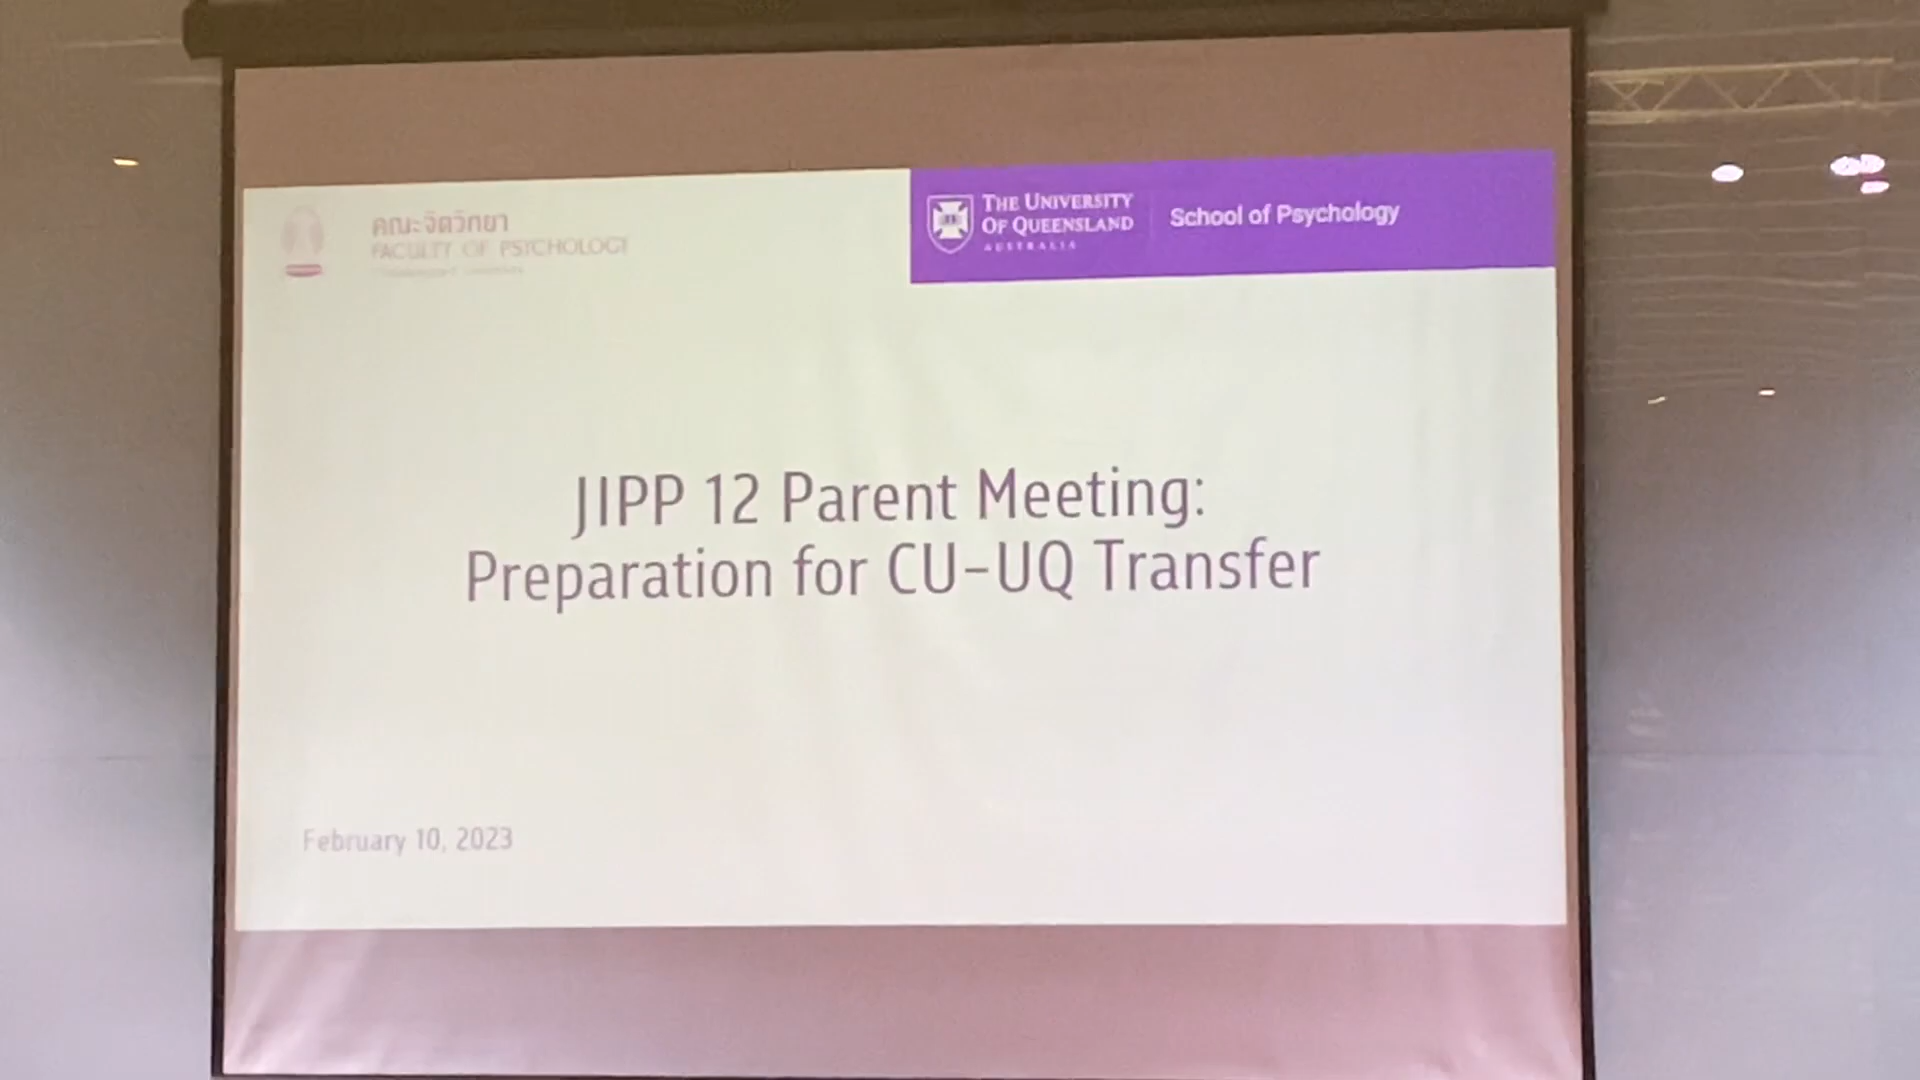 คณะจิตวิทยา
FACULTY OF PSYCHOLOGY
THE UNIVERSITY
OF QUEENSLAND
AUSTRALIA
School of Psychology
JIPP 12 Parent Meeting:
Preparation for CU-UQ Transfer
February 10, 2023